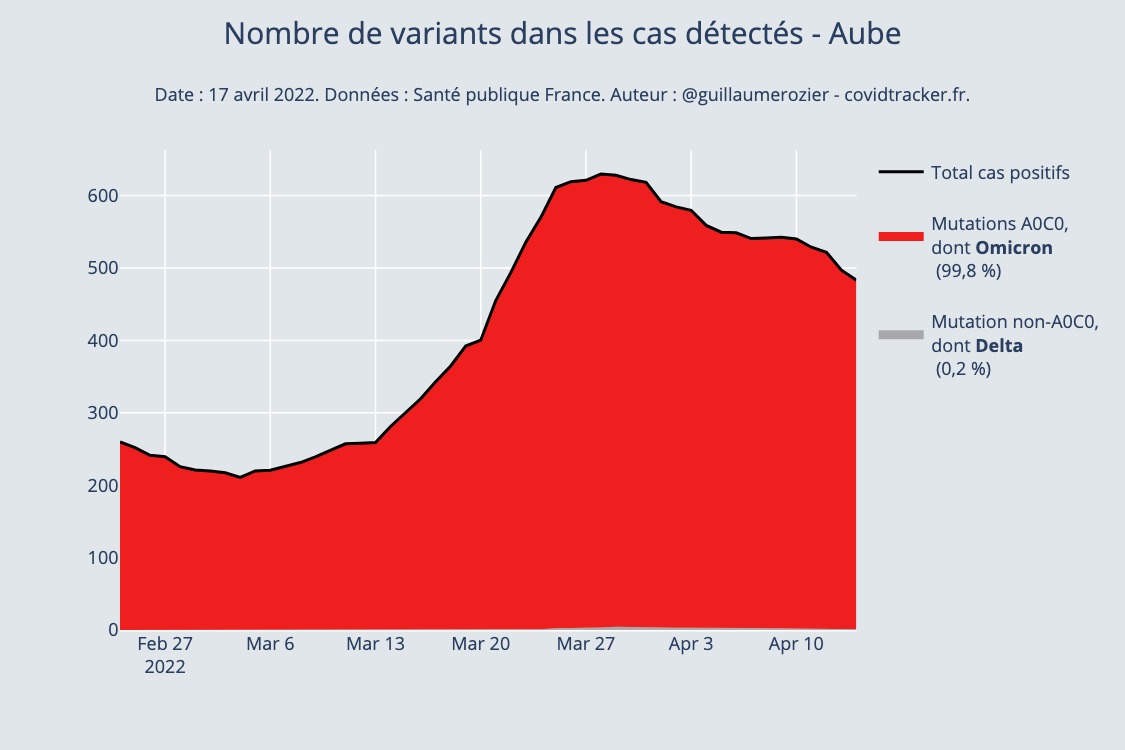 Nombre de variants dans les cas détectés - Aube
Date : 17 avril 2022. Données : Santé publique France. Auteur : @guillaumerozier - covidtracker.fr.
Total cas positifs
Mutations A0C0,
dont Omicron
(99,8 %)
Mutation non-A0C0,
dont Delta
(0,2 %)
600
500
400
300
200
100
0
Feb 27
2022
Mar 6
Mar 13
Mar 20
Mar 27
Apr 3
Apr 10